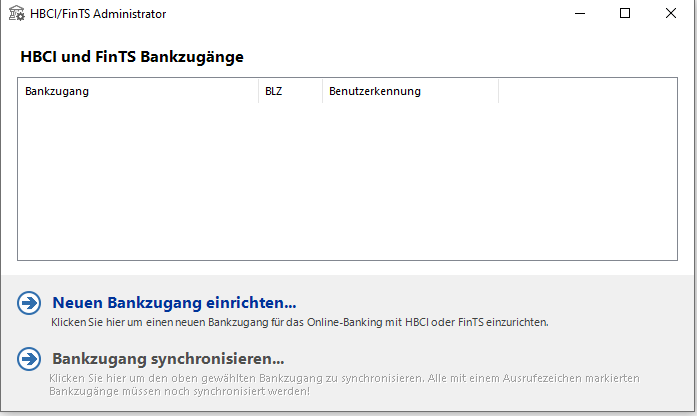 HBCI/FinTS Administrator
HBCI und FinTS Bankzugänge
Bankzugang BLZ Benutzerkennung
Neuen Bankzugang einrichten...
Klicken Sie hier um einen neuen Bankzugang für das Online-Banking mit HBCI oder FinTS einzurichten.
Bankzugang synchronisieren...
Klicken Sie hier um den oben gewählten Bankzugang zu synchronisieren. Alle mit einem Ausrufezeichen markierten
Bankzugänge müssen noch synchronisiert werden!